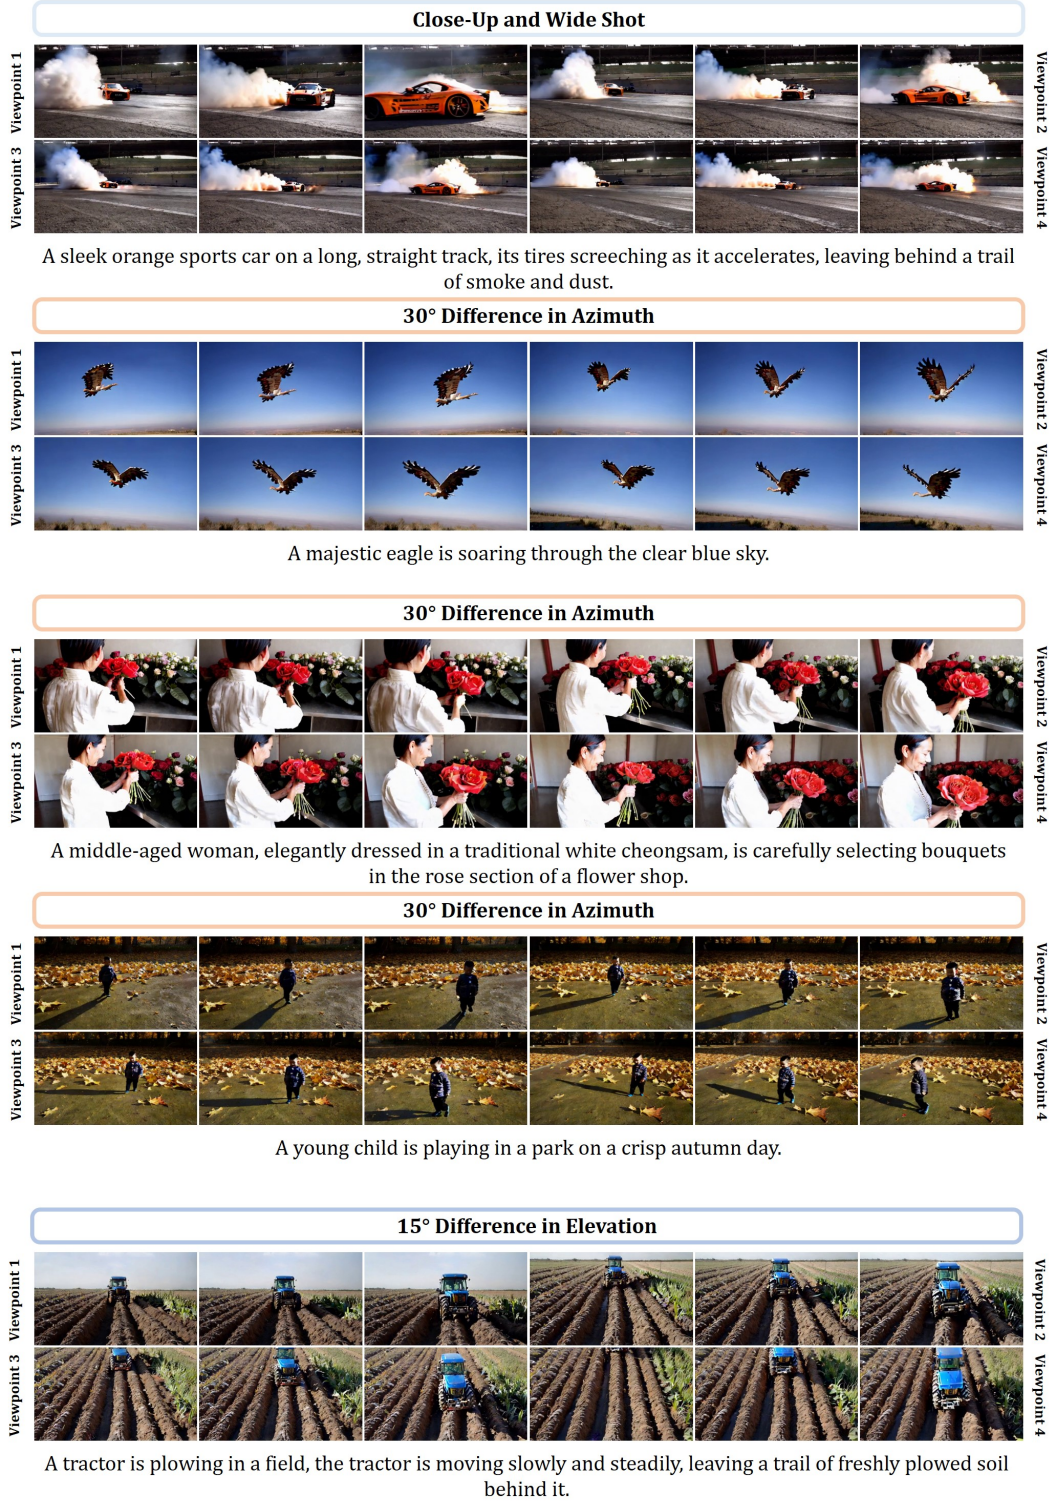 Close-Up and Wide Shot
Viewpoint 1
Viewpoint 2
Viewpoint 3
Viewpoint 4
A sleek orange sports car on a long, straight track, its tires screeching as it accelerates, leaving behind a trail
of smoke and dust.
30° Difference in Azimuth
Viewpoint 1
Viewpoint 2
Viewpoint 3
Viewpoint 4
A majestic eagle is soaring through the clear blue sky.
30° Difference in Azimuth
Viewpoint 1
Viewpoint 2
Viewpoint 3
Viewpoint 4
A middle-aged woman, elegantly dressed in a traditional white cheongsam, is carefully selecting bouquets
in the rose section of a flower shop.
30° Difference in Azimuth
Viewpoint 1
Viewpoint 2
Viewpoint 3
Viewpoint 4
A young child is playing in a park on a crisp autumn day.
15° Difference in Elevation
Viewpoint 1
Viewpoint 2
Viewpoint 3
Viewpoint 4
A tractor is plowing in a field, the tractor is moving slowly and steadily, leaving a trail of freshly plowed soil
behind it.